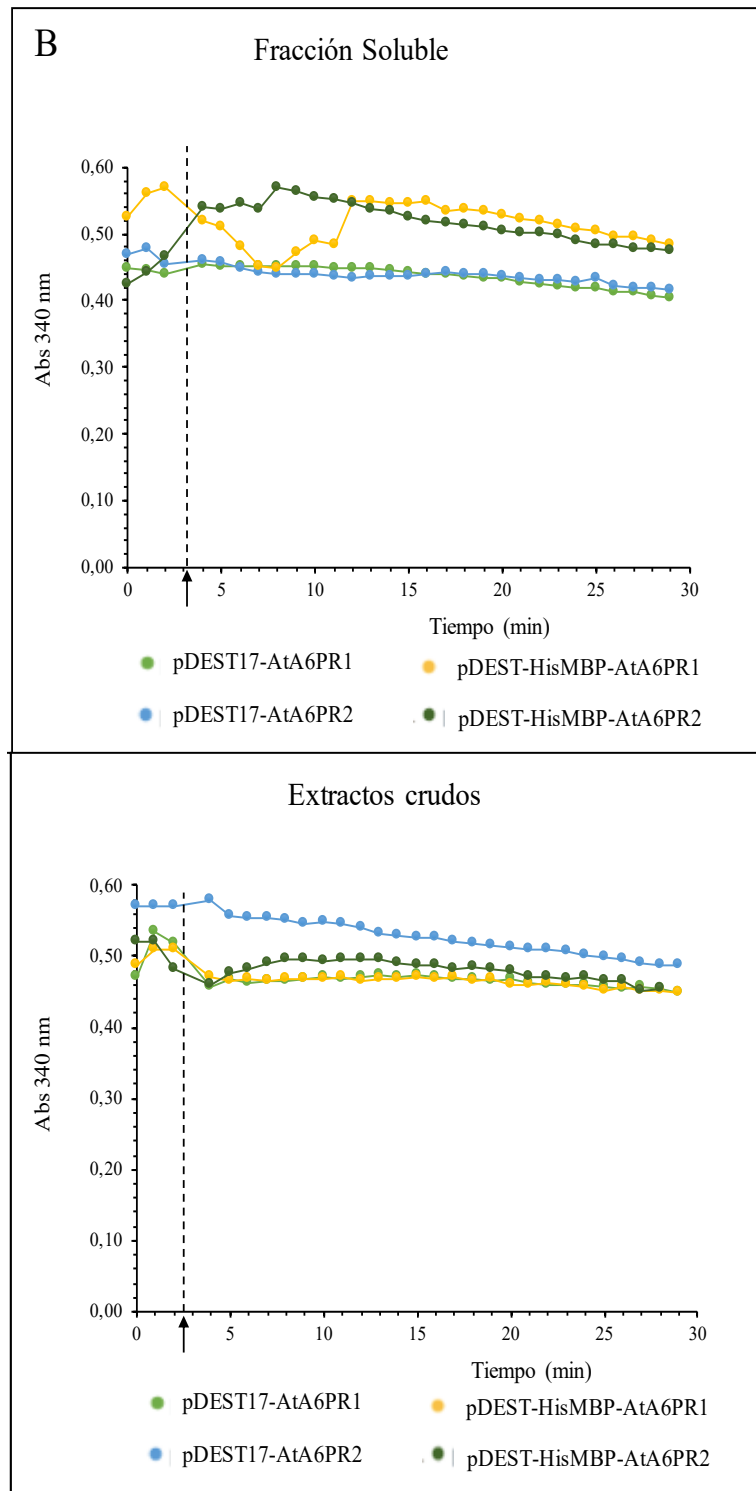 B
Fracción Soluble
Abs 340 nm
0,60
0,50
0,40
0,30
0,20
0,10
0,00
0 5 10 15 20 25 30
Tiempo (min)
pDEST17-AtA6PR1 pDEST-HisMBP-AtA6PR1
pDEST17-AtA6PR2 pDEST-HisMBP-AtA6PR2
Extractos crudos
Abs 340 nm
0,60
0,50
0,40
0,30
0,20
0,10
0,00
0 5 10 15 20 25 30
Tiempo (min)
pDEST17-AtA6PR1 pDEST-HisMBP-AtA6PR1
pDEST17-AtA6PR2 pDEST-HisMBP-AtA6PR2